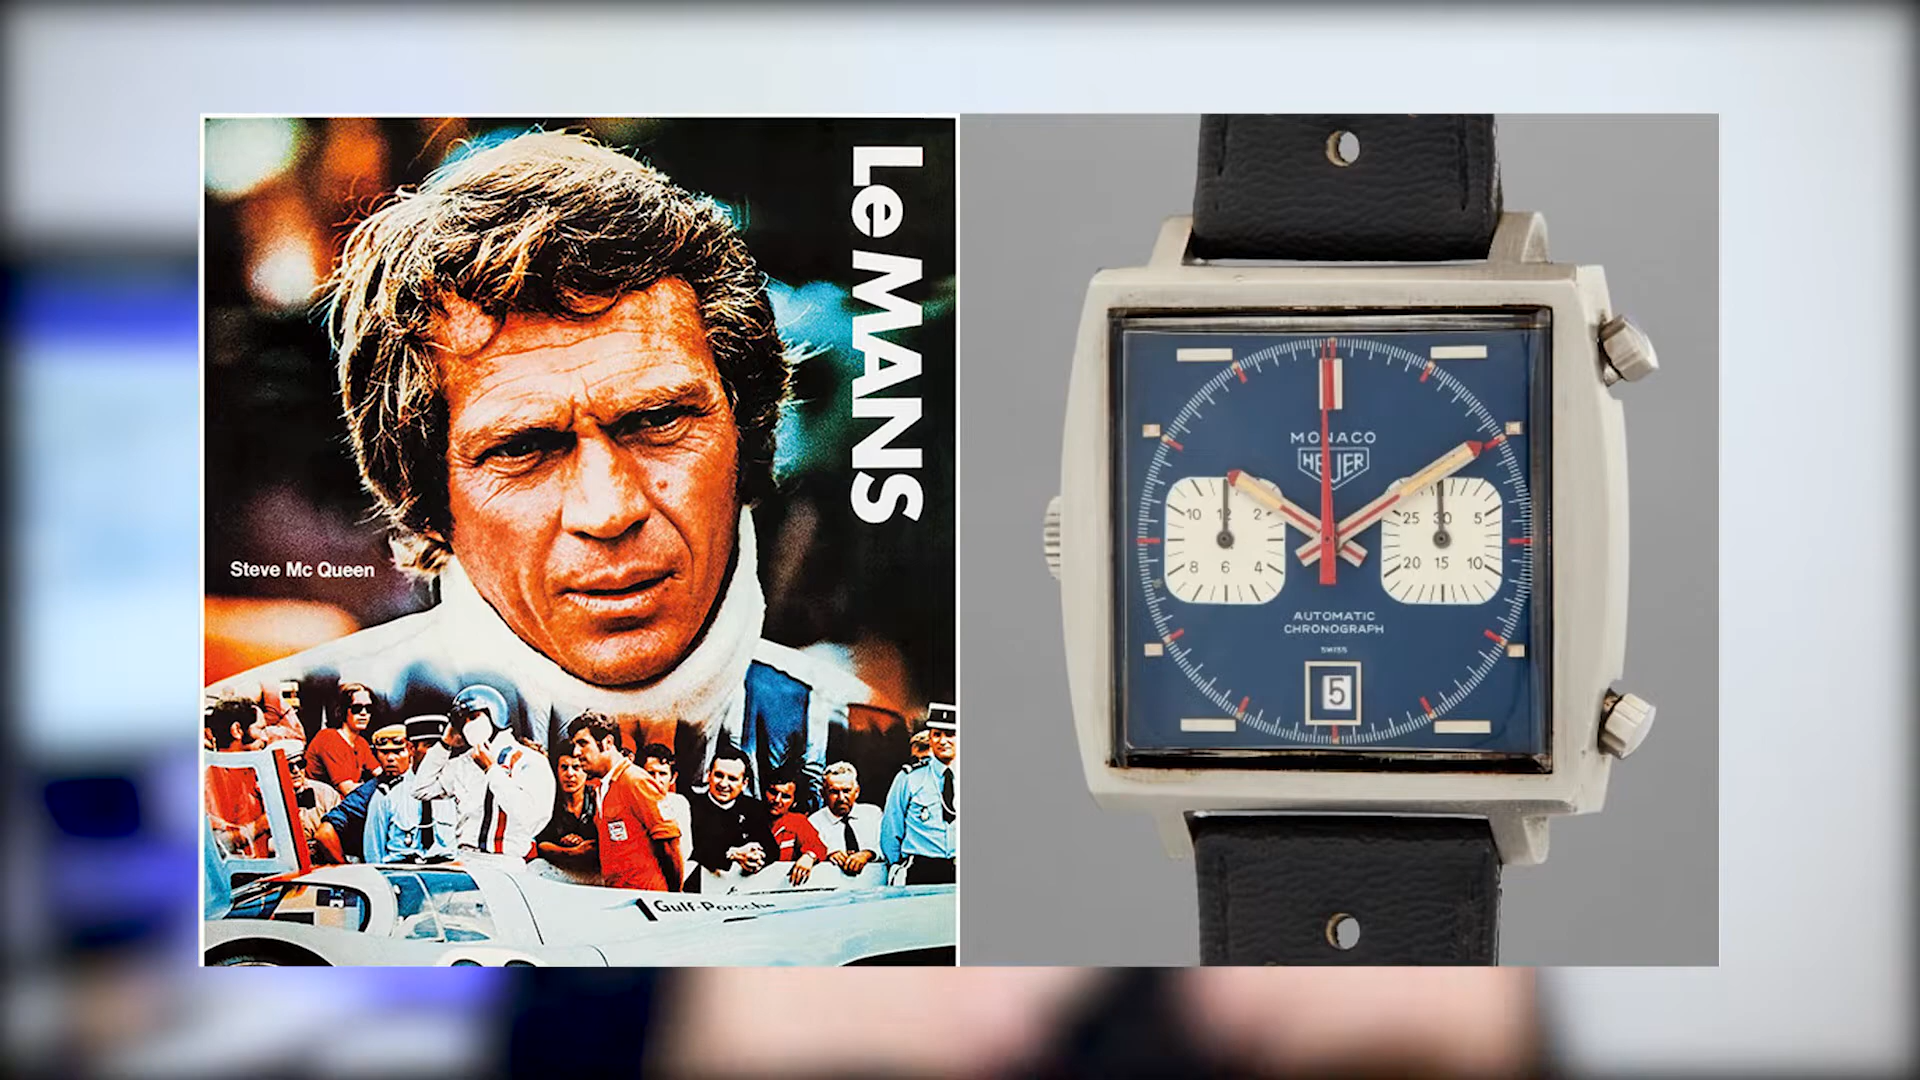 Le MANS
Steve Mc Queen
Gulf-Porsche
MONACO
HEUER
10 12 2
8 6 4
25 30 5
20 15 10
AUTOMATIC
CHRONOGRAPH
SWISS
5